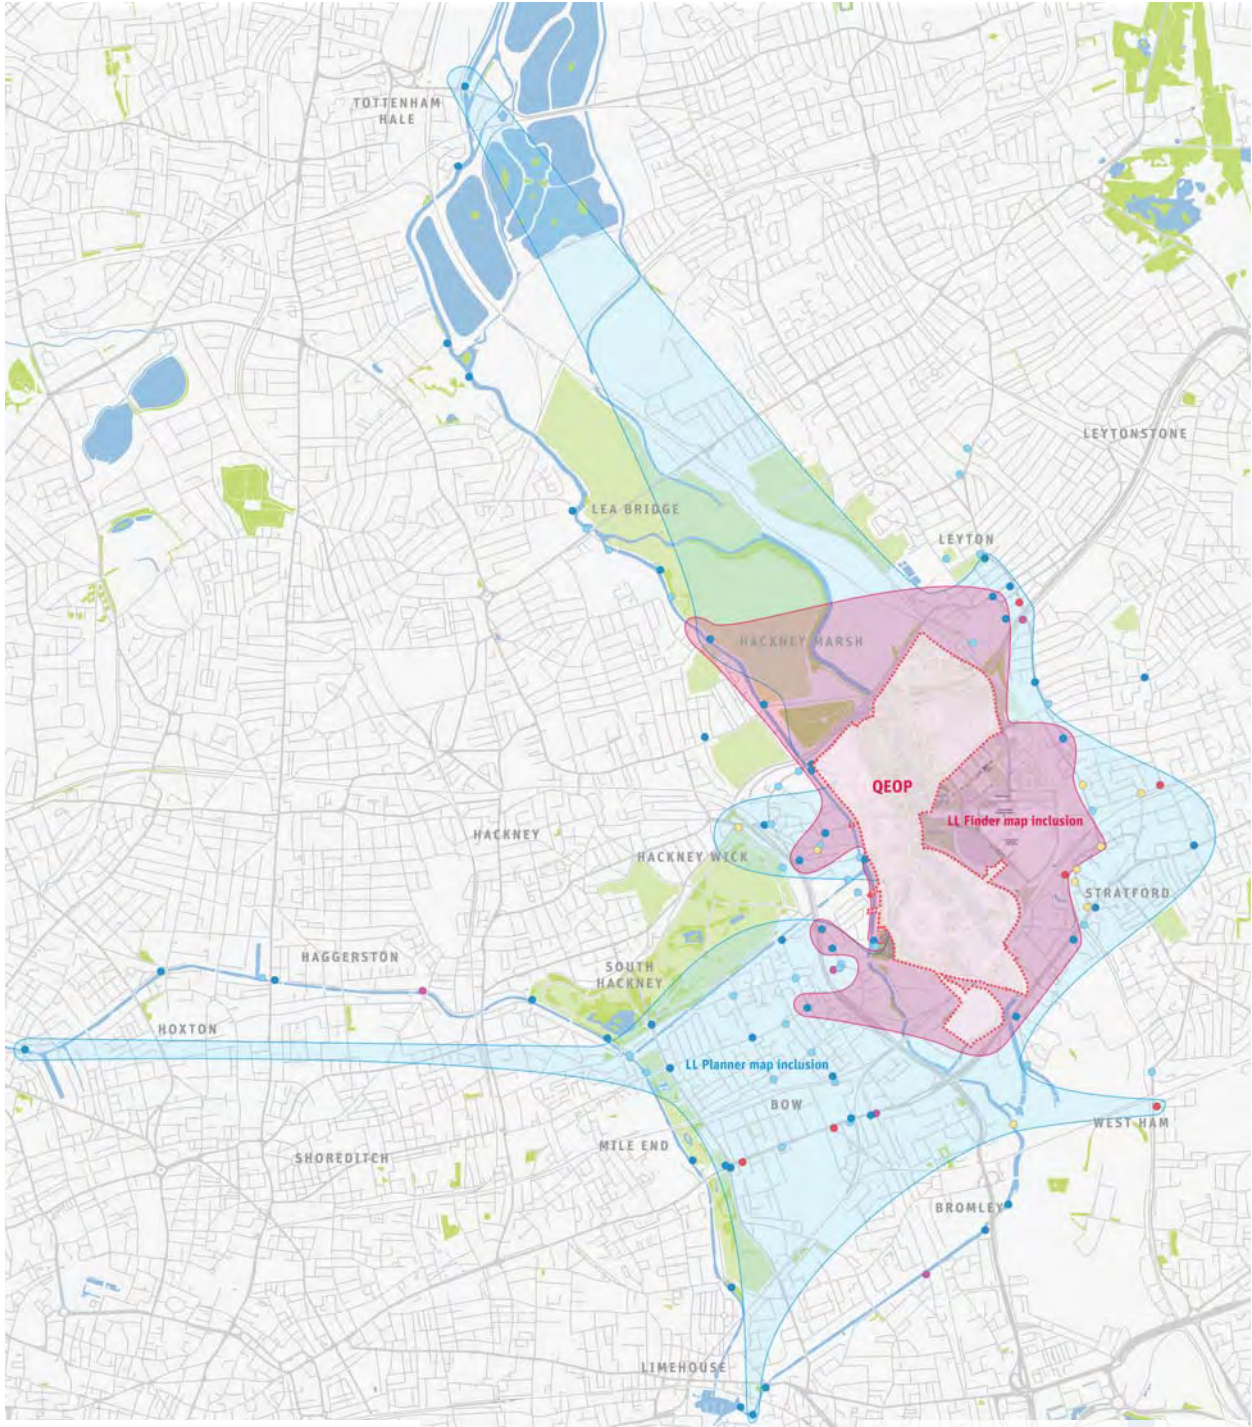 TOTTENHAM
HALE
LEYTONSTONE
LEA BRIDGE
LEYTON
HACKNEY MARSH
QEOP
LL Finder map inclusion
HACKNEY
HACKNEY WICK
STRATFORD
HAGGERSTON
SOUTH
HACKNEY
HOXTON
LL Planner map inclusion
BOW
WEST HAM
MILE END
SHOREDITCH
BROMLEY
LIMEHOUSE